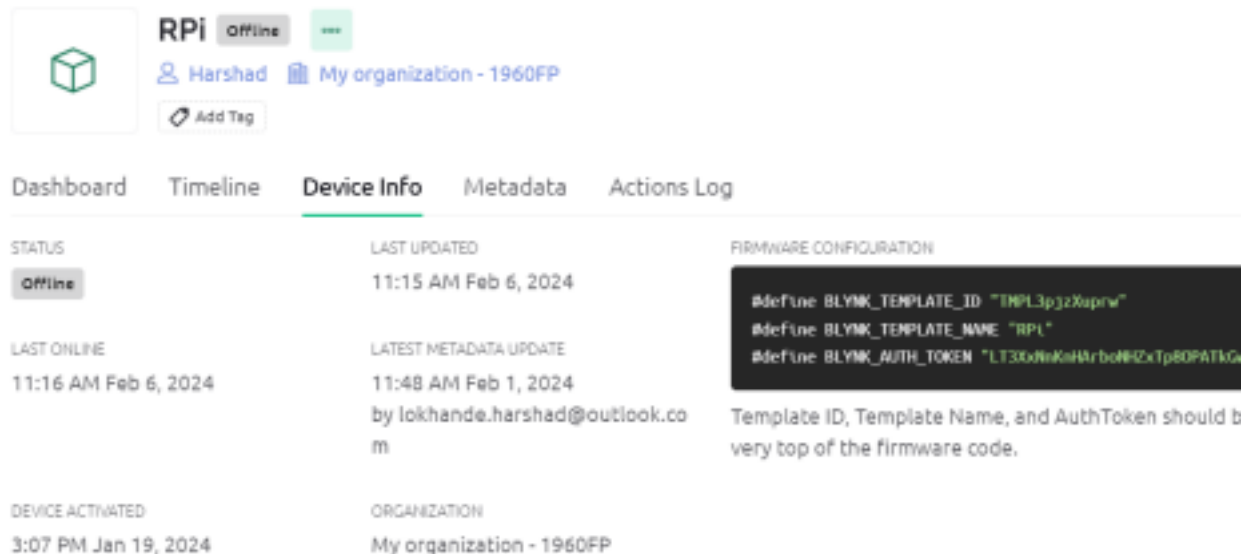 RPi Offline
Harshad My organization - 1960FP
Add Tag
Dashboard Timeline Device Info Metadata Actions Log
STATUS
Offline
LAST UPDATED
11:15 AM Feb 6, 2024
FIRMWARE CONFIGURATION
#define BLYNK_TEMPLATE_ID
#define BLYNK_TEMPLATE_NAME "RPi"
#define BLYNK_AUTH_TOKEN
Template ID, Template Name, and AuthToken should b
very top of the firmware code.
LAST ONLINE
11:16 AM Feb 6, 2024
LATEST METADATA UPDATE
11:48 AM Feb 1, 2024
by lokhande.harshad@outlook.co
m
DEVICE ACTIVATED
3:07 PM Jan 19, 2024
ORGANIZATION
My organization - 1960FP